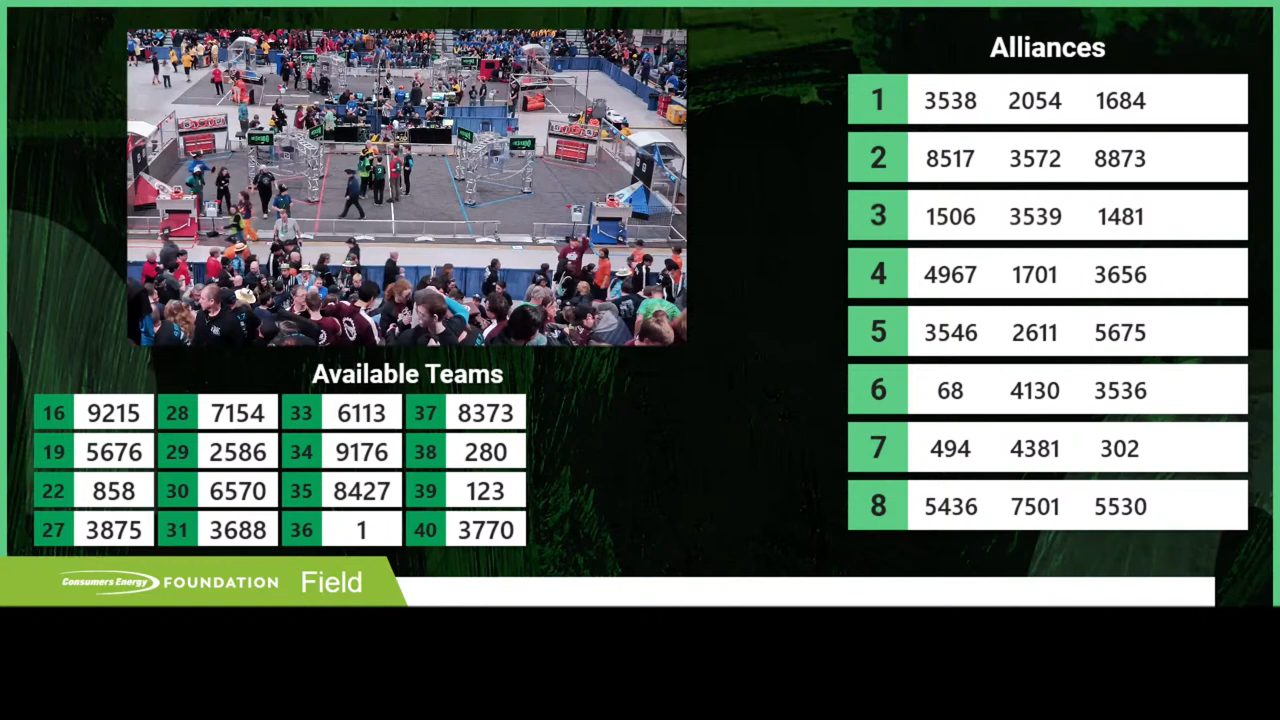 Alliances
1 3538 2054 1684
2 8517 3572 8873
3 1506 3539 1481
4 4967 1701 3656
5 3546 2611 5675
6 68 4130 3536
7 494 4381 302
8 5436 7501 5530
Available Teams
16 9215 28 7154 33 6113 37 8373
19 5676 29 2586 34 9176 38 280
22 858 30 6570 35 8427 39 123
27 3875 31 3688 36 1 40 3770
Consumers Energy FOUNDATION Field